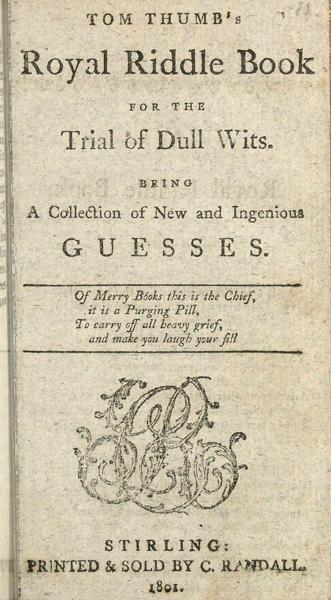 TOM THUMB's
Royal Riddle Book
FOR THE
Trial of Dull Wits.
BEING
A Collection of New and Ingenious
GUESSES.
Of Merry Books this is the Chief,
it is a Purging Pill,
To carry off all heavy grief,
and make you laugh your fill
STIRLING:
PRINTED & SOLD BY C. RANDALL.
1801.